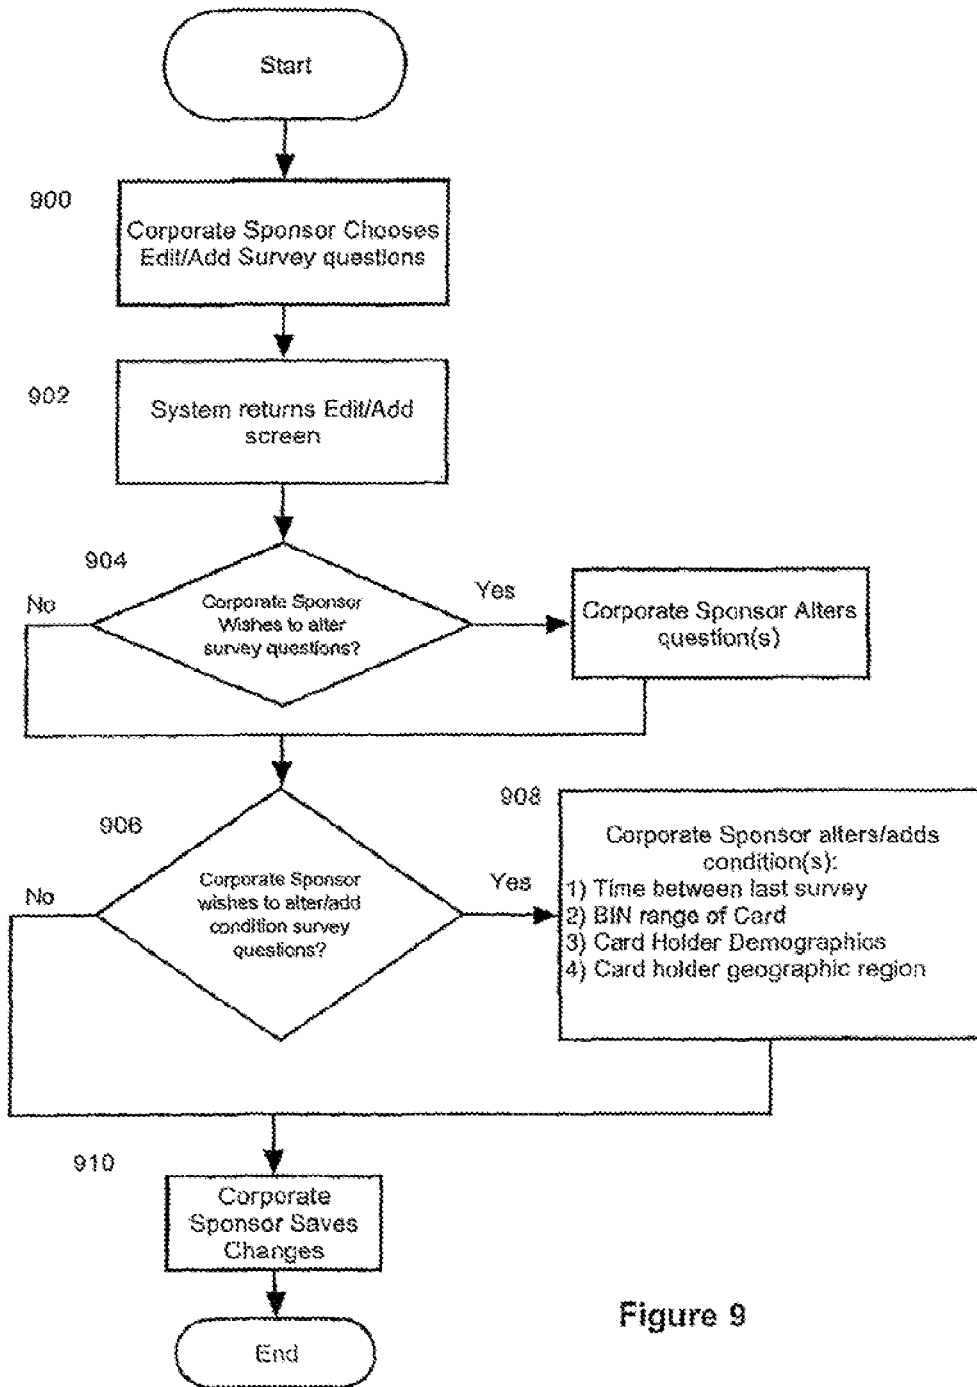 Start
900
Corporate Sponsor Chooses
Edit/Add Survey questions
902
System returns Edit/Add
screen
904
No
Corporate Sponsor
Wishes to alter
survey questions?
Yes
Corporate Sponsor Alters
question(s)
906
No
Corporate Sponsor
wishes to alter/add
condition survey
questions?
Yes
908
Corporate Sponsor alters/adds
condition(s):
1) Time between last survey
2) BIN range of Card
3) Card Holder Demographics
4) Card holder geographic region
910
Corporate
Sponsor Saves
Changes
End
Figure 9